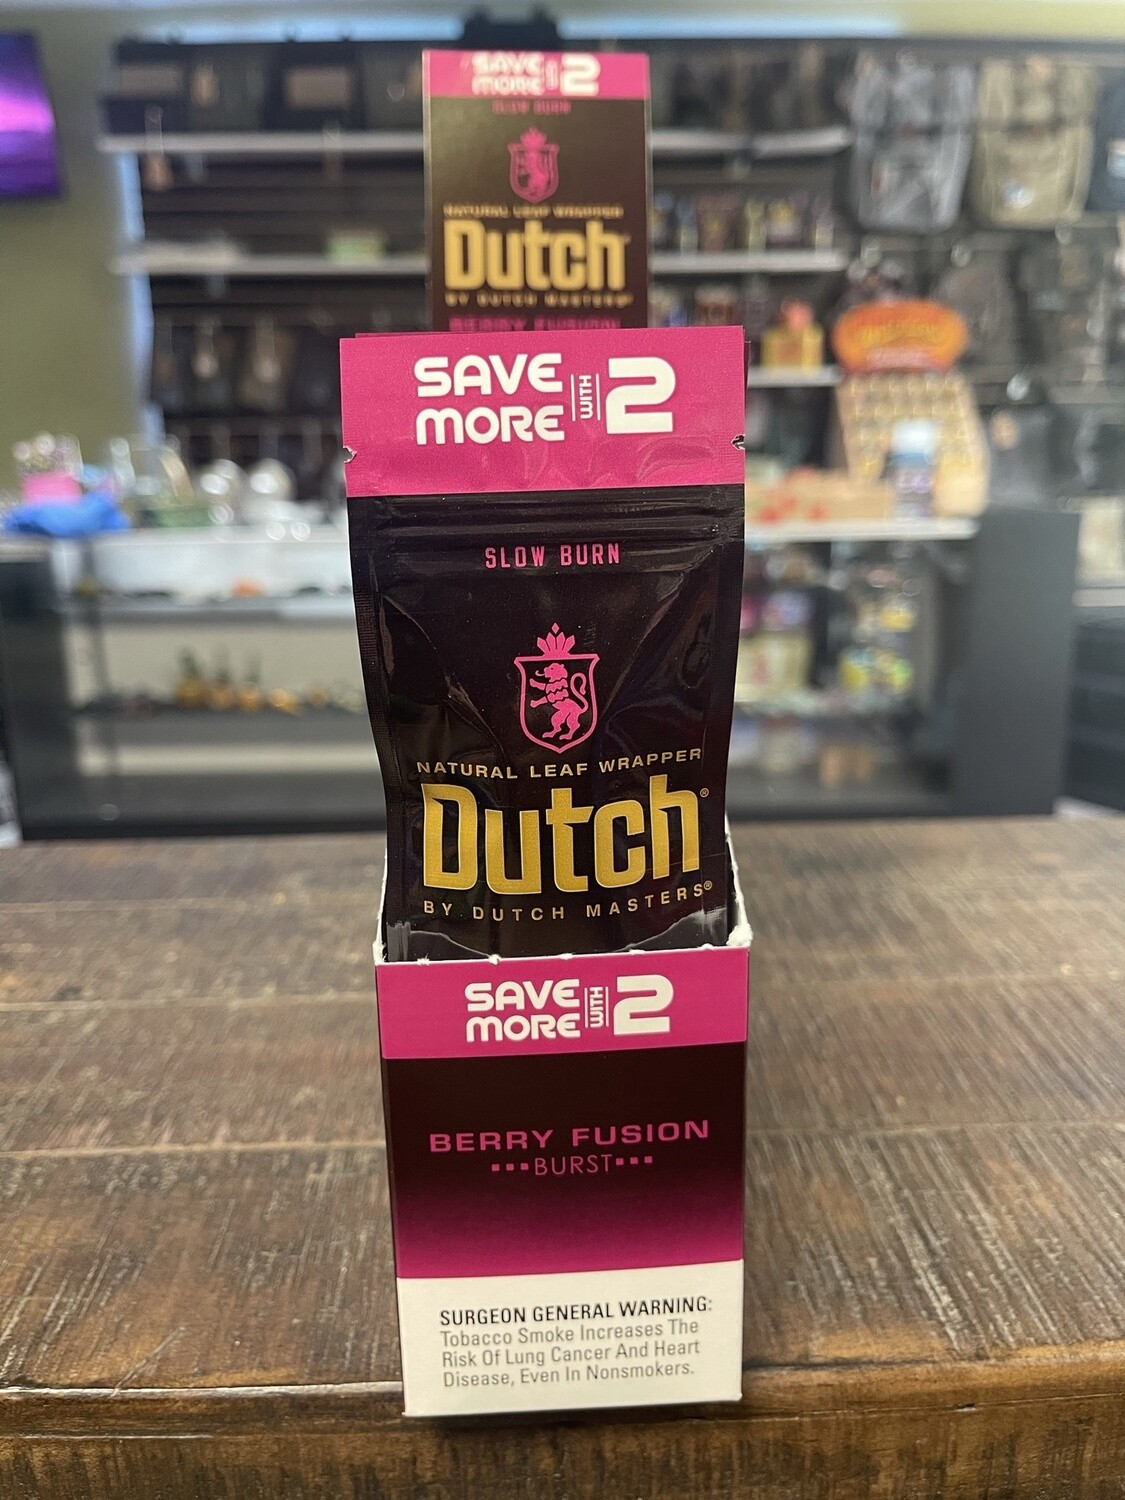 SAVE
MORE WITH 2
SLOW BURN
NATURAL LEAF WRAPPER
Dutch
BY DUTCH MASTERS®
BERRY FUSION
SAVE
MORE WITH 2
SLOW BURN
NATURAL LEAF WRAPPER
Dutch®
BY DUTCH MASTERS®
SAVE
MORE WITH 2
BERRY FUSION
BURST
SURGEON GENERAL WARNING:
Tobacco Smoke Increases The
Risk Of Lung Cancer And Heart
Disease, Even In Nonsmokers.